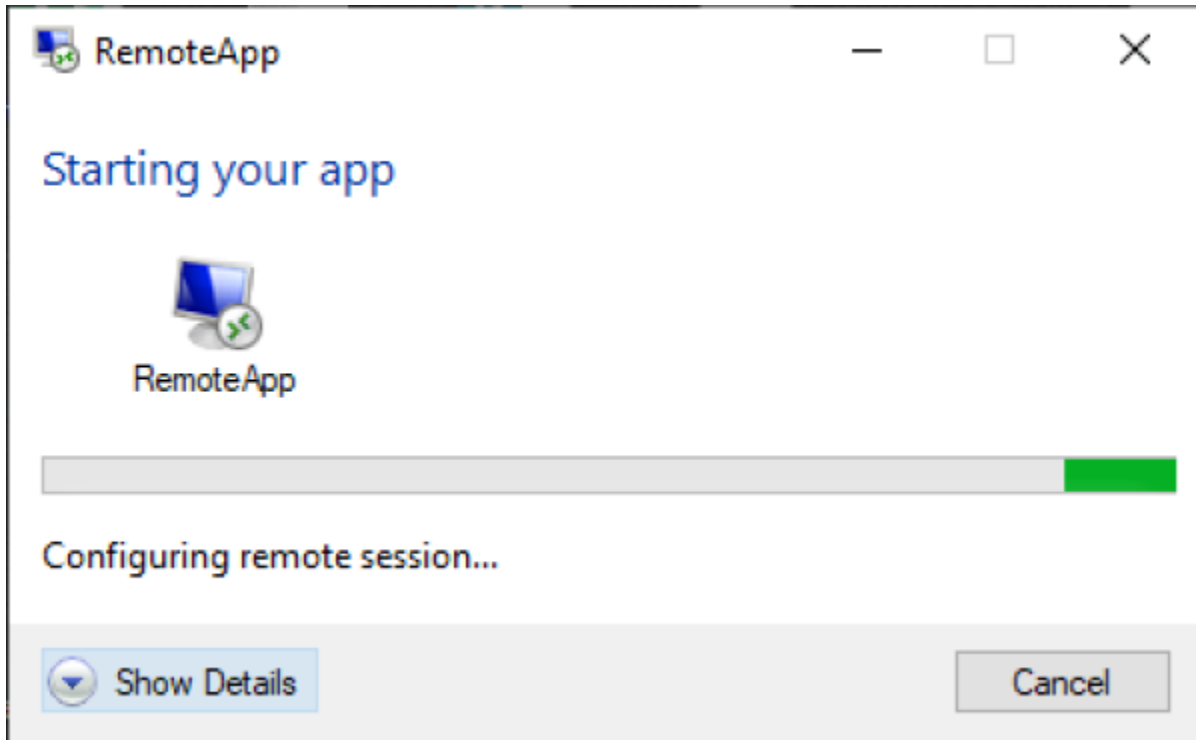 RemoteApp
Starting your app
RemoteApp
Configuring remote session...
Show Details
Cancel